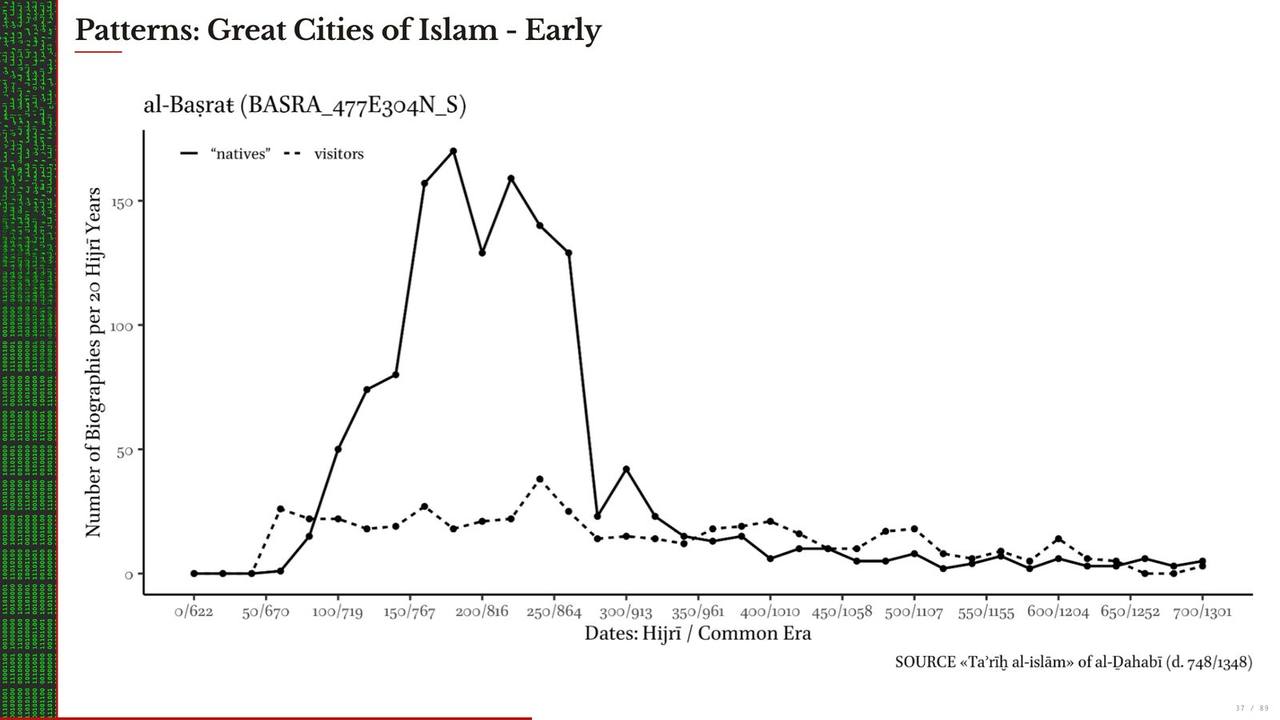 Patterns: Great Cities of Islam - Early
al-Baṣraŧ (BASRA_477E304N_S)
“natives” visitors
Number of Biographies per 20 Hijrī Years
150
100
50
0
0/622 50/670 100/719 150/767 200/816 250/864 300/913 350/961 400/1010 450/1058 500/1107 550/1155 600/1204 650/1252 700/1301
Dates: Hijrī / Common Era
SOURCE «Taʾrīḫ al-islām» of al-Ḏahabī (d. 748/1348)
37 / 89